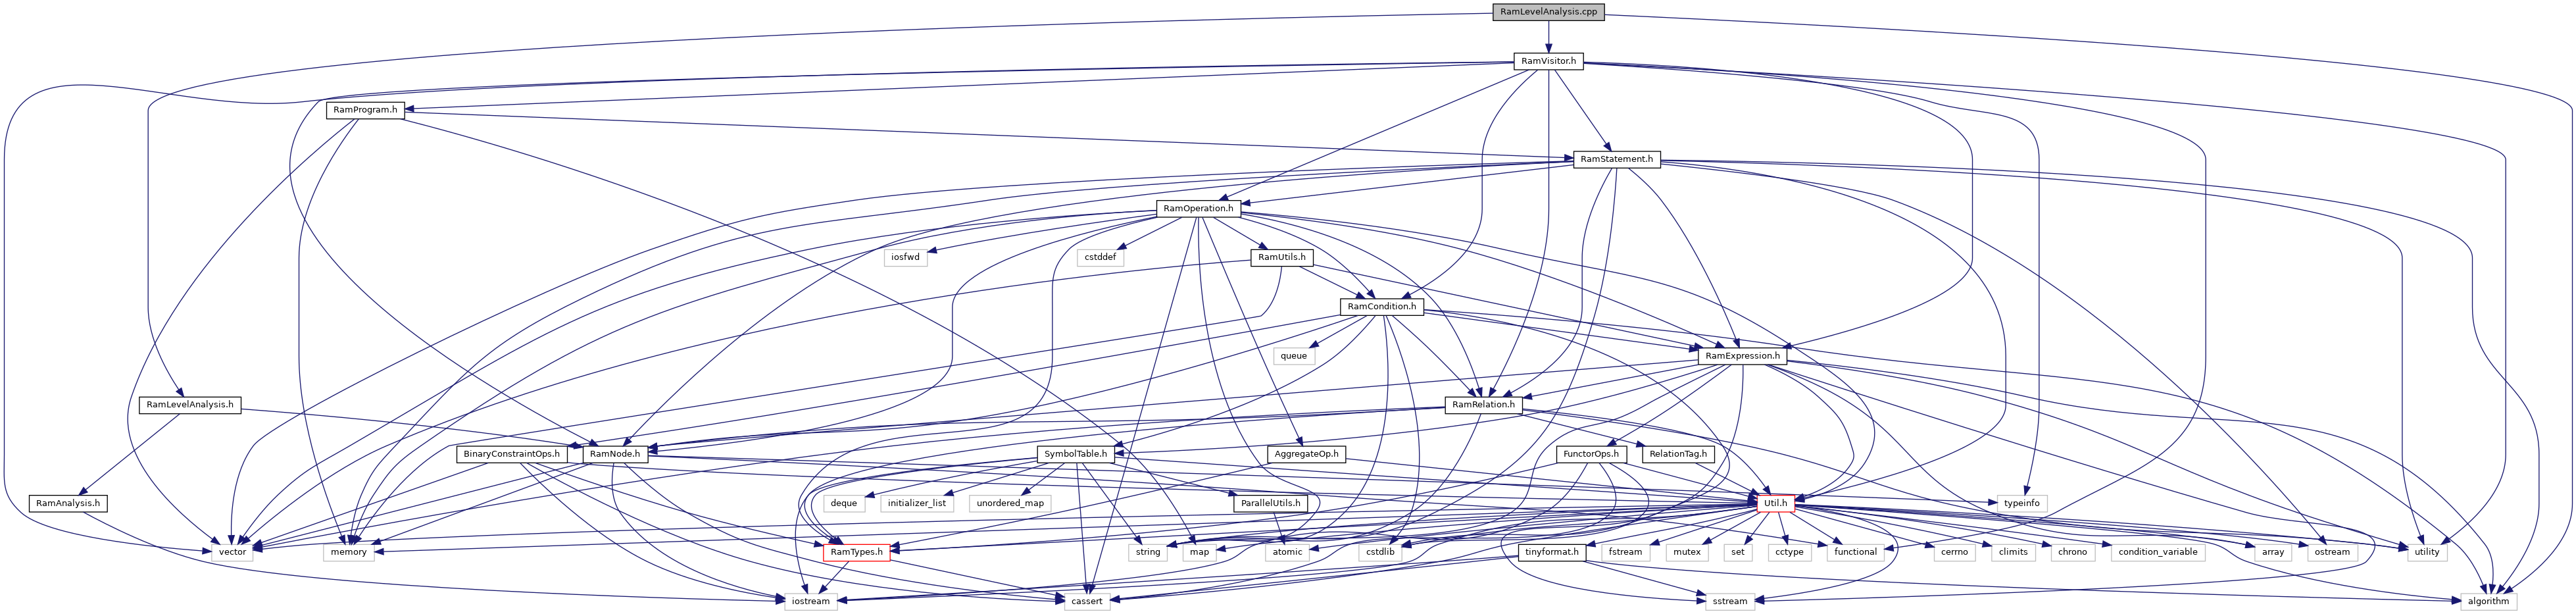 RamLevelAnalysis.cpp
RamVisitor.h
RamProgram.h
RamStatement.h
RamOperation.h
iosfwd
cstddef
RamUtils.h
RamCondition.h
queue
RamExpression.h
RamLevelAnalysis.h
RamRelation.h
BinaryConstraintOps.h
RamNode.h
SymbolTable.h
AggregateOp.h
FunctorOps.h
RelationTag.h
RamAnalysis.h
deque
initializer_list
unordered_map
ParallelUtils.h
Util.h
typeinfo
vector
memory
RamTypes.h
string
map
atomic
cstdlib
tinyformat.h
fstream
mutex
set
cctype
functional
cerrno
climits
chrono
condition_variable
array
ostream
utility
iostream
cassert
sstream
algorithm